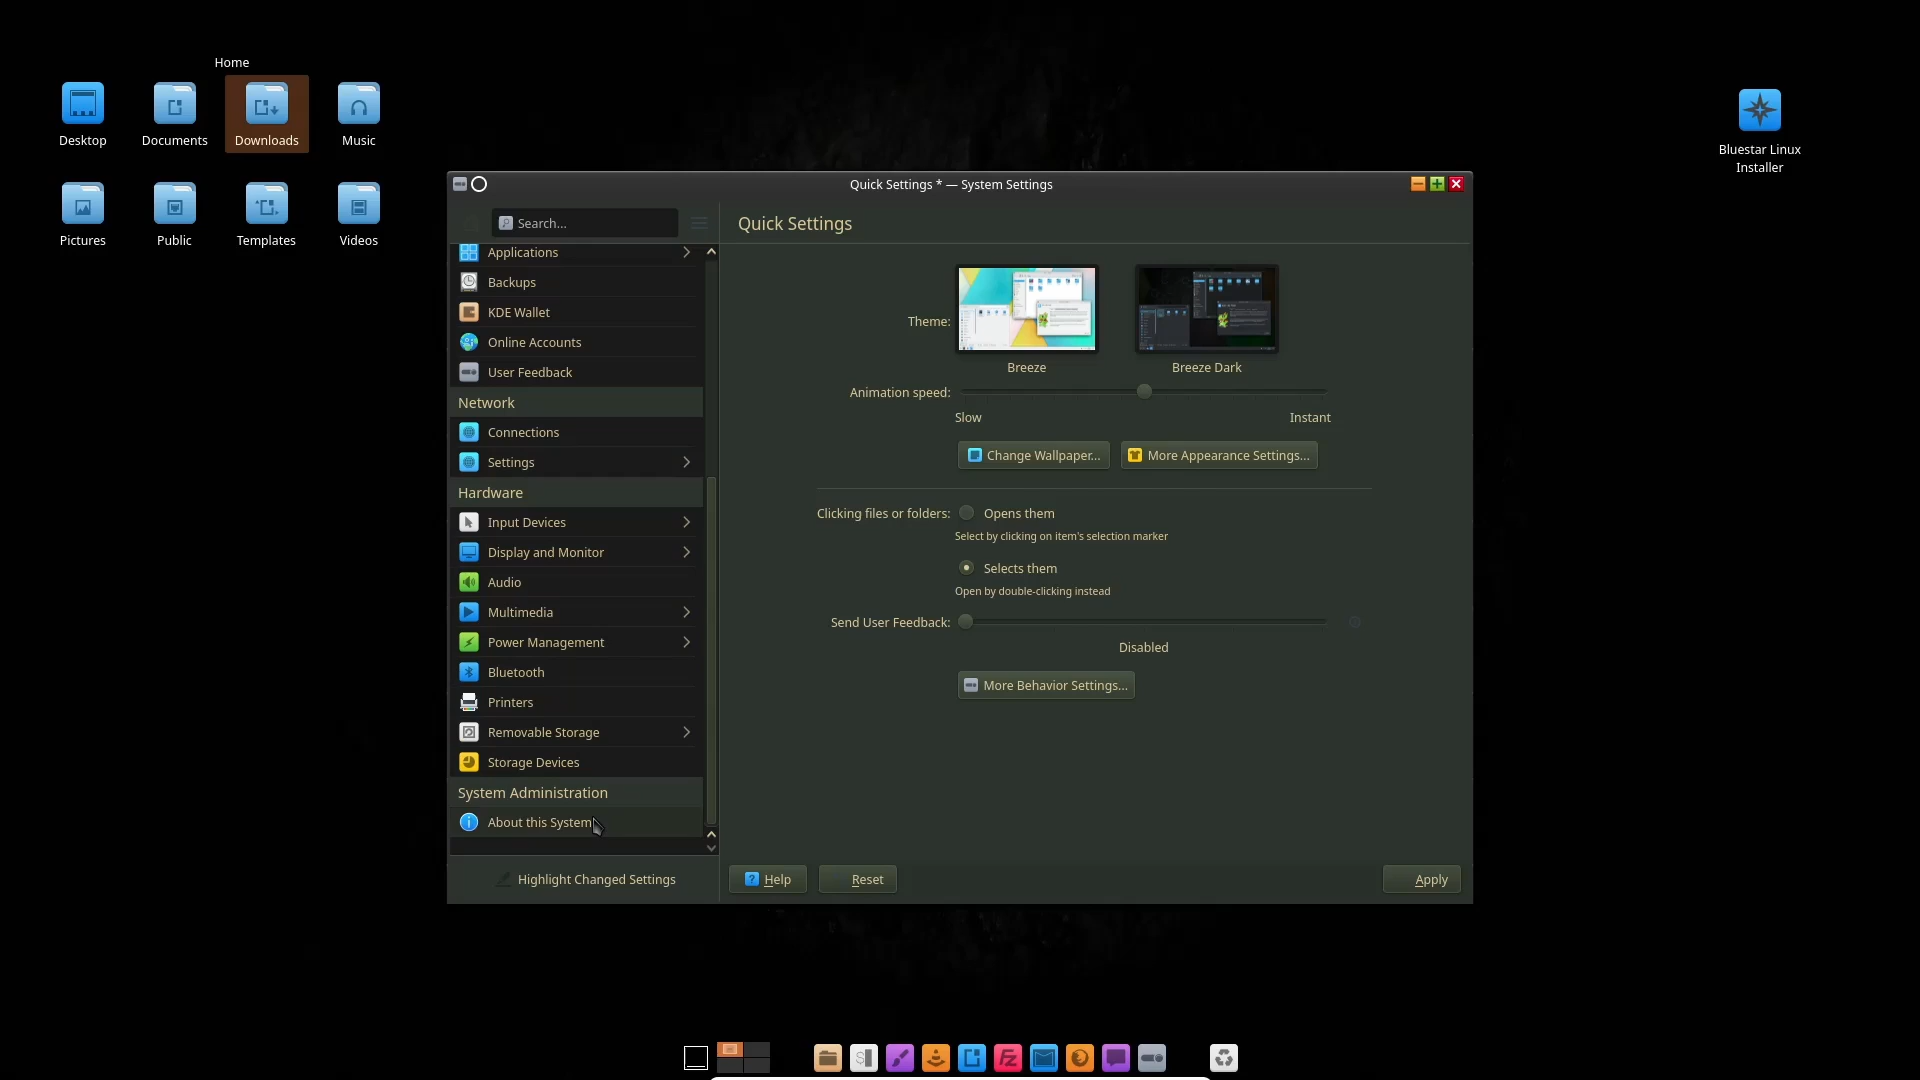 Home
Desktop
Documents
Downloads
Music
Pictures
Public
Templates
Videos
Bluestar Linux
Installer
Quick Settings * — System Settings
Search...
Applications
Backups
KDE Wallet
Online Accounts
User Feedback
Network
Connections
Settings
Hardware
Input Devices
Display and Monitor
Audio
Multimedia
Power Management
Bluetooth
Printers
Removable Storage
Storage Devices
System Administration
About this System
Highlight Changed Settings
Quick Settings
Theme:
Breeze
Breeze Dark
Animation speed:
Slow
Instant
Change Wallpaper...
More Appearance Settings...
Clicking files or folders:
Opens them
Select by clicking on item's selection marker
Selects them
Open by double-clicking instead
Send User Feedback:
Disabled
More Behavior Settings...
Help
Reset
Apply